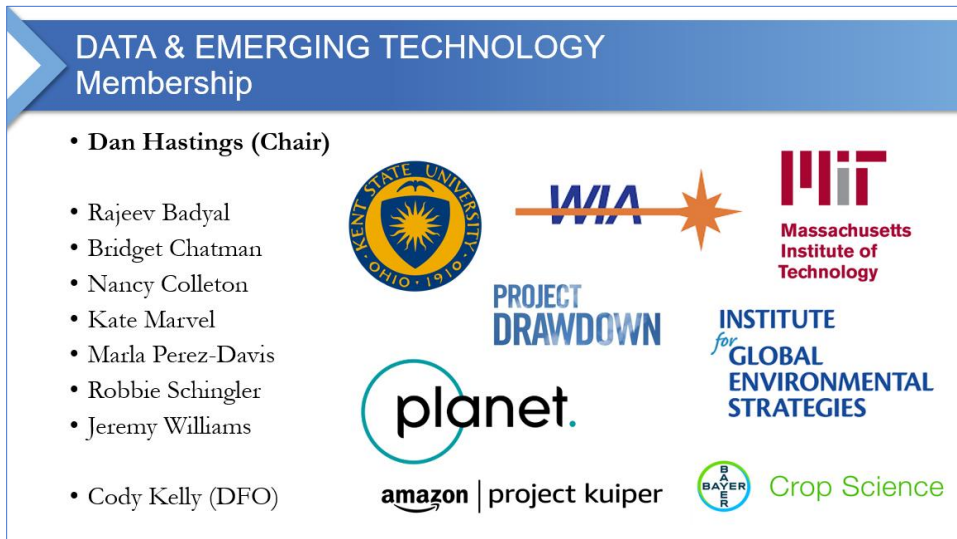 DATA & EMERGING TECHNOLOGY
Membership
• Dan Hastings (Chair)
• Rajeev Badyal
• Bridget Chatman
• Nancy Colleton
• Kate Marvel
• Marla Perez-Davis
• Robbie Schingler
• Jeremy Williams
• Cody Kelly (DFO)
KENT STATE UNIVERSITY
• OHIO • 1910 •
WIA
MIT
Massachusetts
Institute of
Technology
PROJECT
DRAWDOWN
INSTITUTE
for
GLOBAL
ENVIRONMENTAL
STRATEGIES
planet.
amazon | project kuiper
BAYER
BAYER
Crop Science